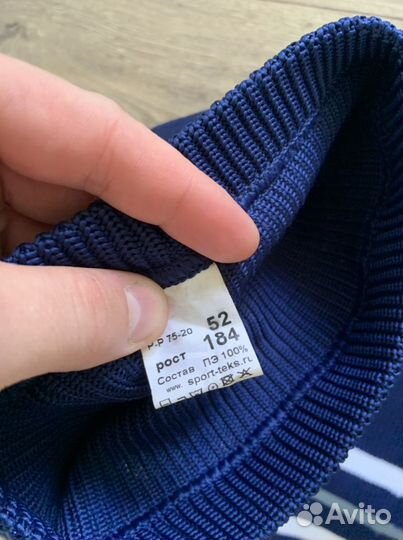 Р-Р 75-20 52
рост 184
Состав ПЭ 100%
www. sport-teks.ru
Avito